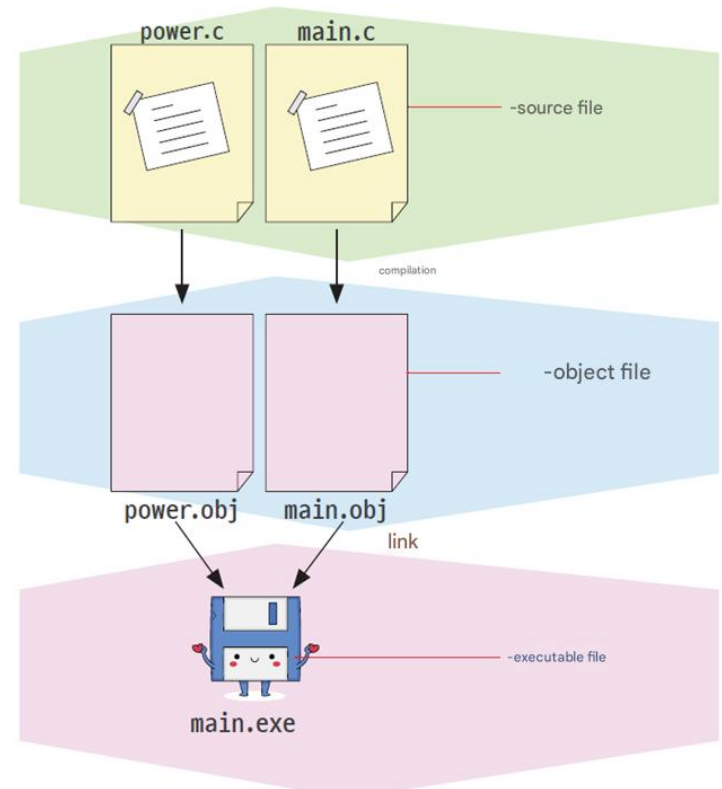 power.c
main.c
-source file
compilation
-object file
power.obj
main.obj
link
-executable file
main.exe